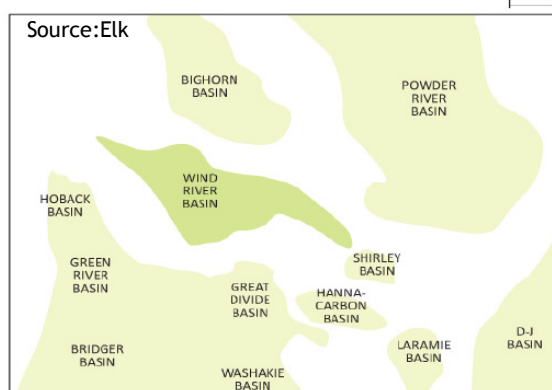 Source:Elk
BIGHORN
BASIN
POWDER
RIVER
BASIN
WIND
RIVER
BASIN
HOBACK
BASIN
GREEN
RIVER
BASIN
GREAT
DIVIDE
BASIN
SHIRLEY
BASIN
HANNA-
CARBON
BASIN
BRIDGER
BASIN
WASHAKIE
BASIN
LARAMIE
BASIN
D-J
BASIN